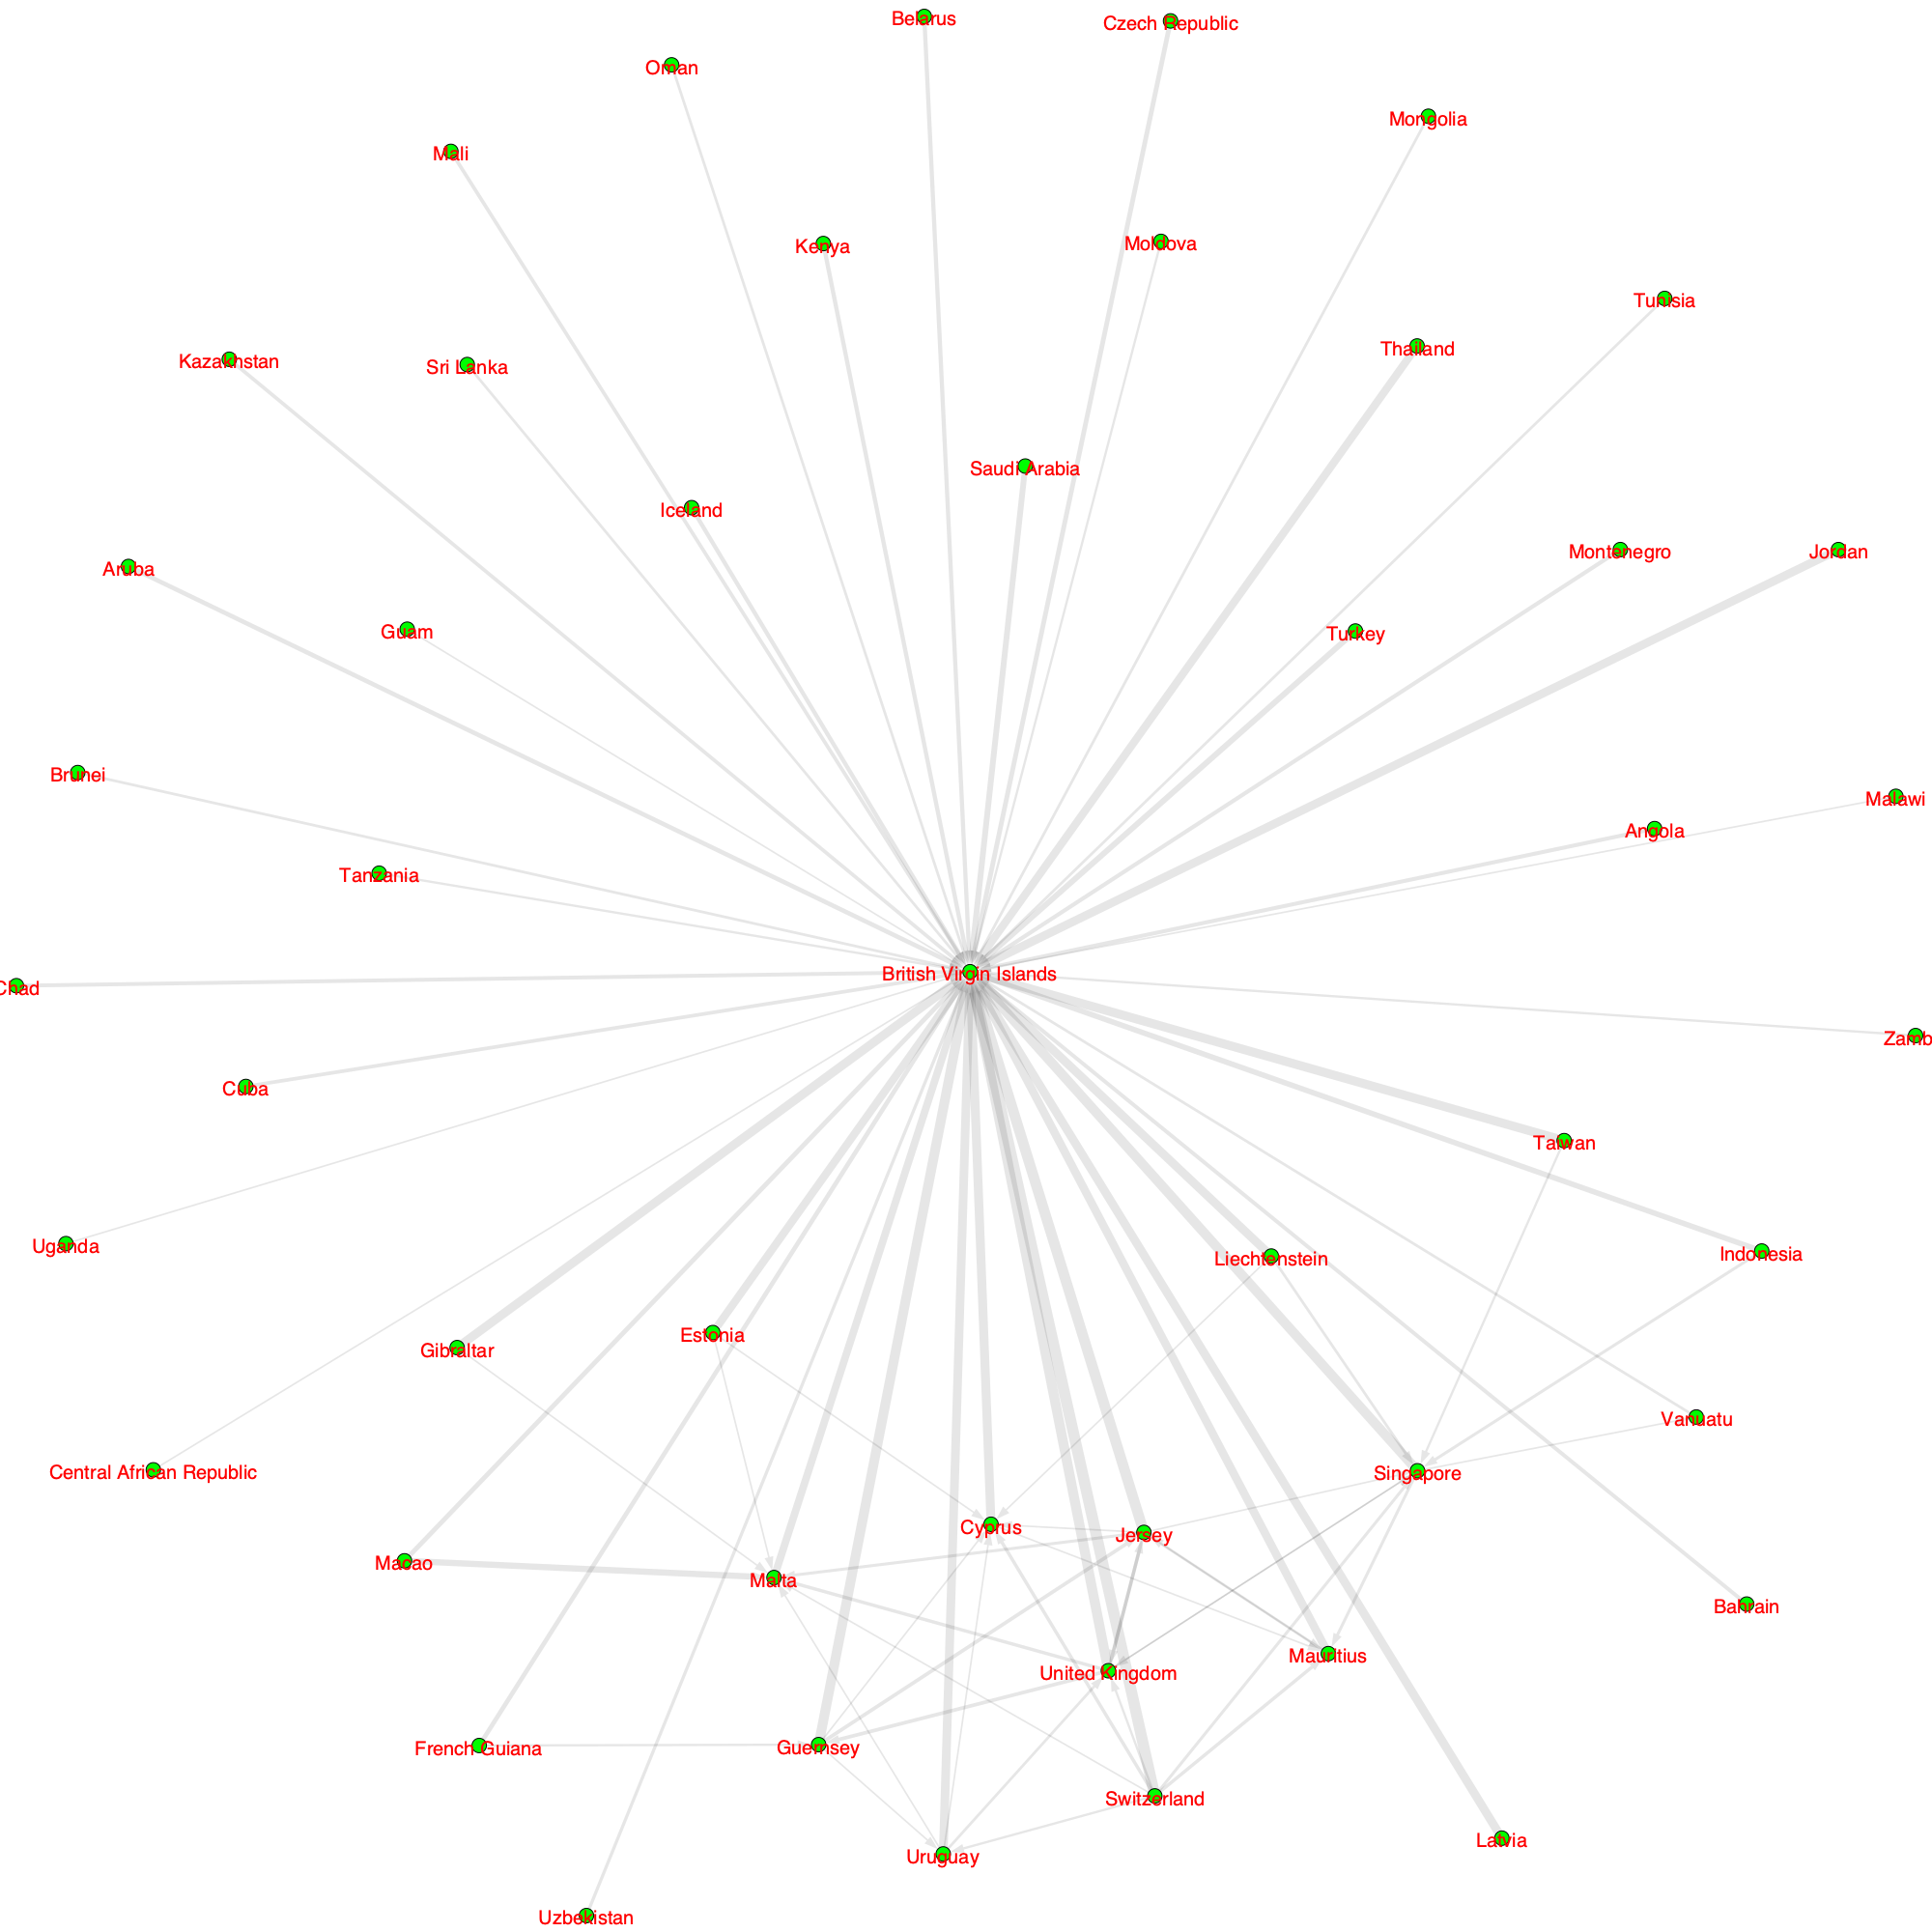 Belarus
Czech Republic
Oman
Mongolia
Mali
Kenya
Moldova
Tunisia
Thailand
Kazakhstan
Sri Lanka
Saudi Arabia
Iceland
Montenegro
Jordan
Aruba
Guam
Turkey
Brunei
Malawi
Angola
Tanzania
British Virgin Islands
Chad
Zamb
Cuba
Taiwan
Uganda
Liechtenstein
Indonesia
Estonia
Gibraltar
Vanuatu
Central African Republic
Singapore
Cyprus
Jersey
Macao
Malta
Bahrain
Mauritius
United Kingdom
French Guiana
Guernsey
Switzerland
Latvia
Uruguay
Uzbekistan